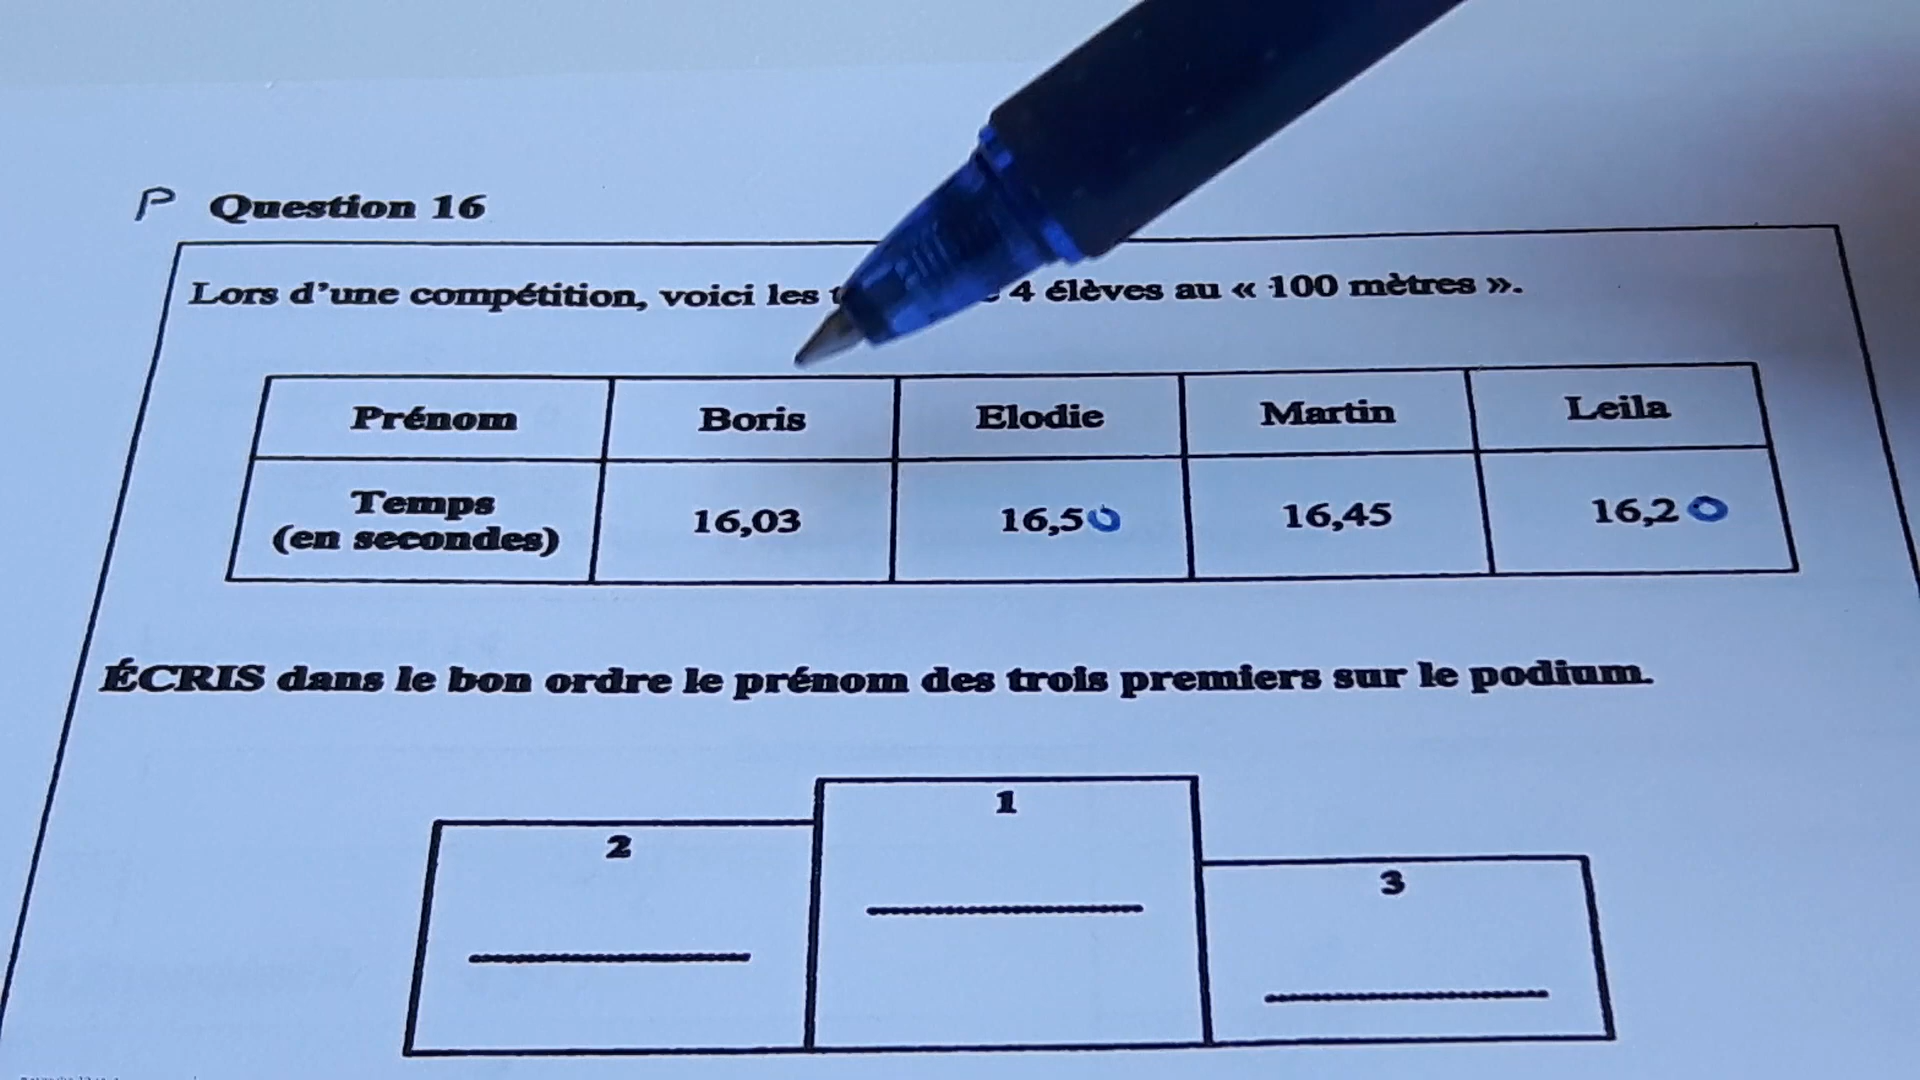 P Question 16
Lors d'une compétition, voici les 4 élèves au « 100 mètres ».
Prénom Boris Elodie Martin Leila
Temps (en secondes) 16,03 16,50 16,45 16,20
ÉCRIS dans le bon ordre le prénom des trois premiers sur le podium.
1
2
3